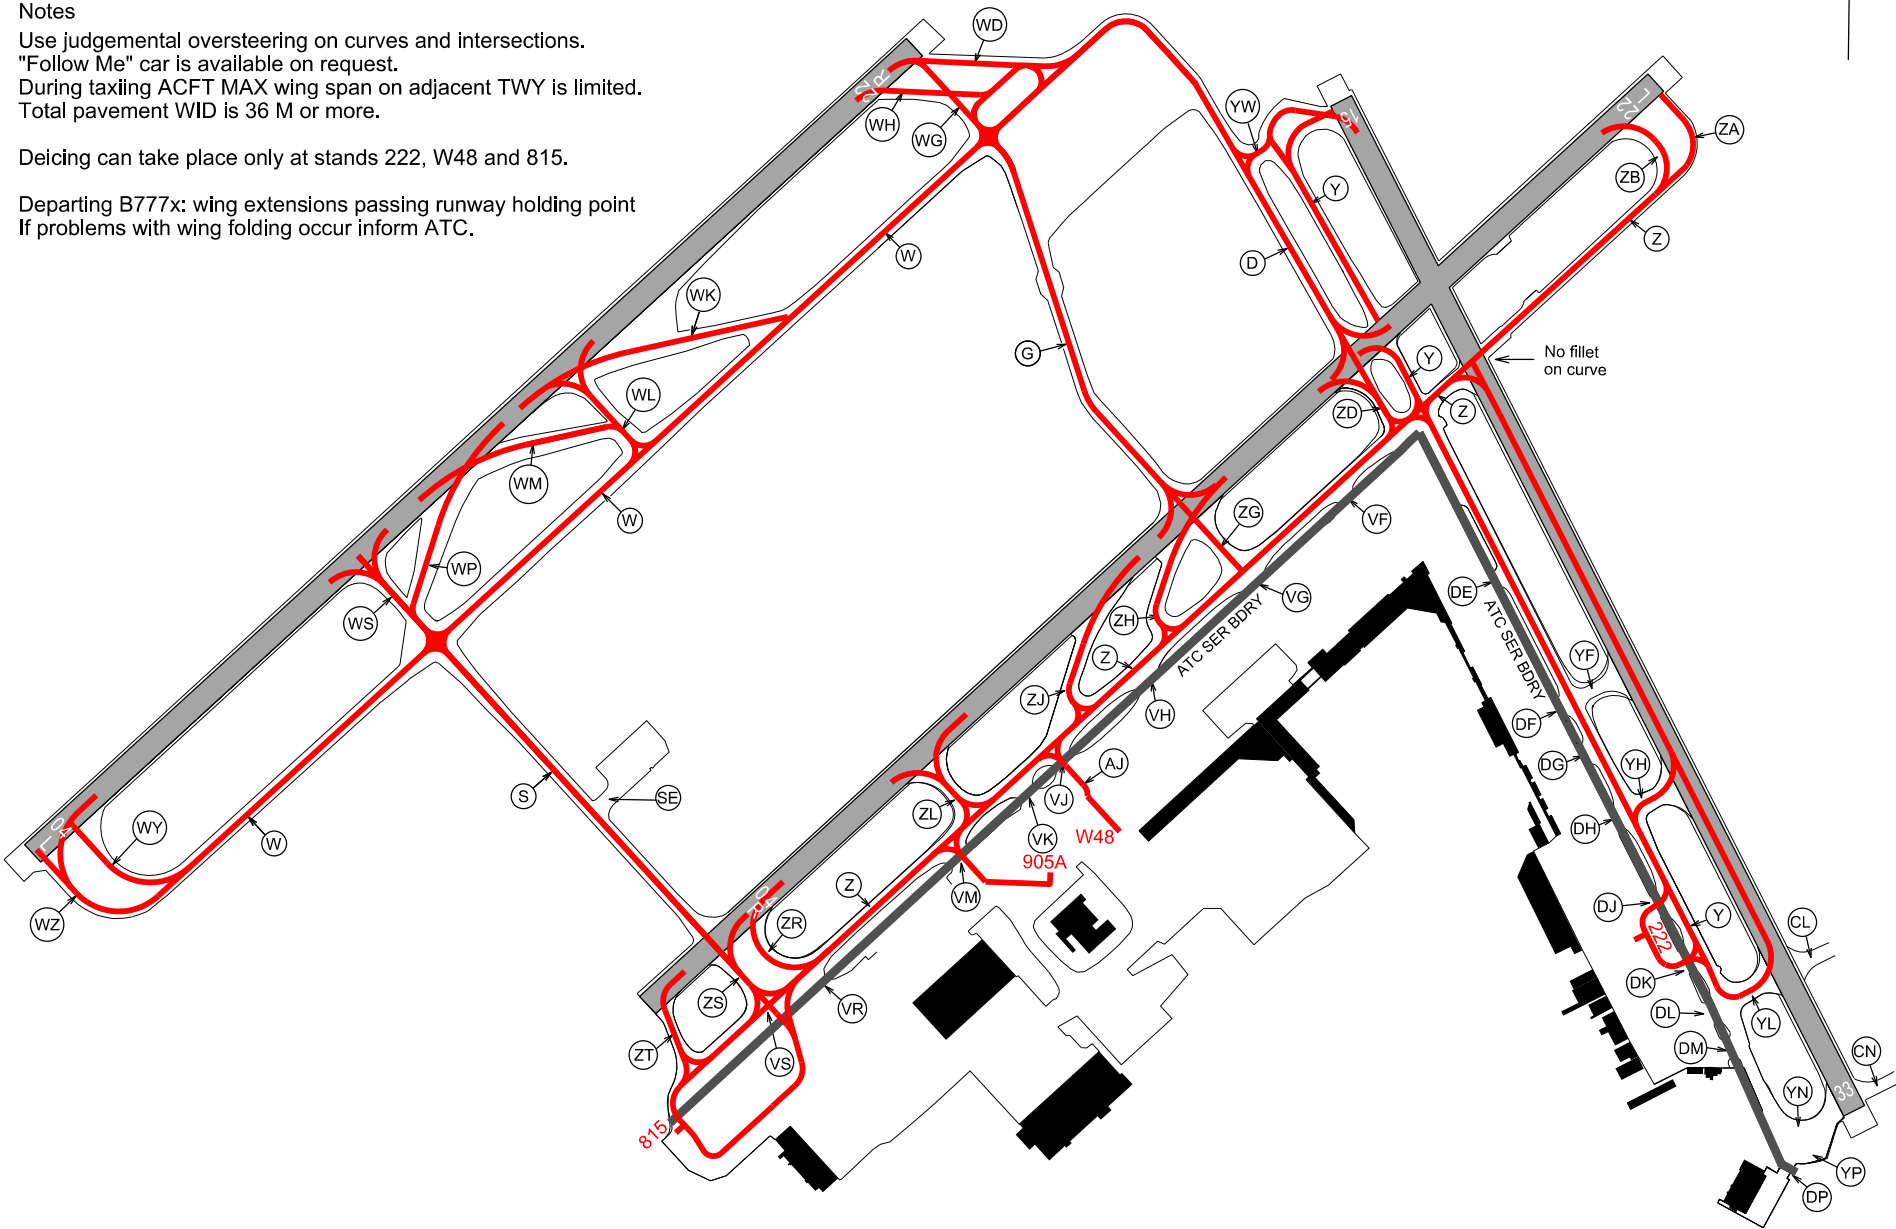 Notes
Use judgemental oversteering on curves and intersections.
"Follow Me" car is available on request.
During taxiing ACFT MAX wing span on adjacent TWY is limited.
Total pavement WID is 36 M or more.
Deicing can take place only at stands 222, W48 and 815.
Departing B777x: wing extensions passing runway holding point
If problems with wing folding occur inform ATC.
WD
22
R
WH
WG
YW
15
22
L
ZA
ZB
Y
Z
D
W
WK
G
No fillet
on curve
Y
Z
ZD
WL
WM
W
ZG
VF
WP
WS
ZH
VG
DE
ATC SER BDRY
ATC SER BDRY
Z
YF
ZJ
VH
DF
DG
YH
AJ
S
SE
VJ
ZL
VK
W48
905A
DH
04
L
WY
W
WZ
04
R
ZR
Z
VM
DJ
222
Y
CL
ZS
VR
DK
DL
YL
ZT
VS
DM
CN
YN
33
815
YP
DP